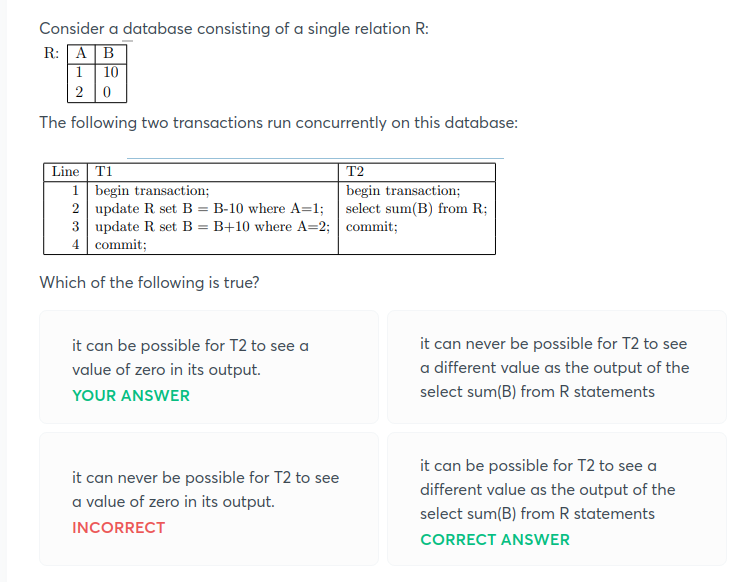 Consider a database consisting of a single relation R:
R: A B
1 10
2 0
The following two transactions run concurrently on this database:
Line T1 T2
1 begin transaction; begin transaction;
2 update R set B = B-10 where A=1; select sum(B) from R;
3 update R set B = B+10 where A=2; commit;
4 commit;
Which of the following is true?
it can be possible for T2 to see a
value of zero in its output.
YOUR ANSWER
it can never be possible for T2 to see
a different value as the output of the
select sum(B) from R statements
it can never be possible for T2 to see
a value of zero in its output.
INCORRECT
it can be possible for T2 to see a
different value as the output of the
select sum(B) from R statements
CORRECT ANSWER